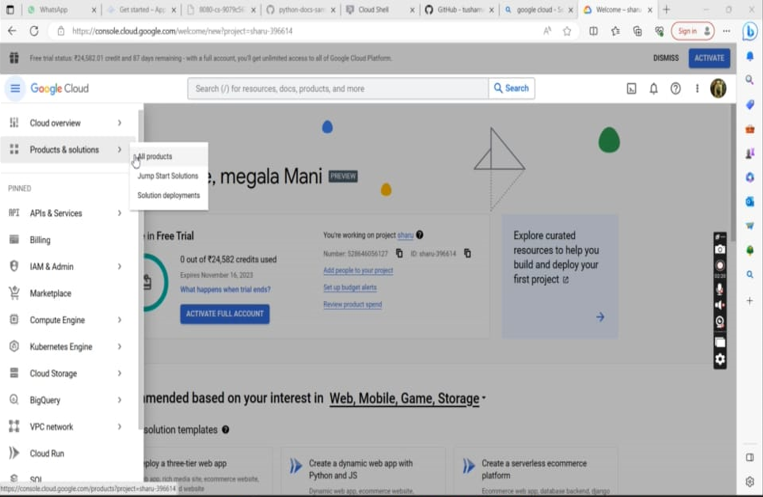 WhatsApp
Get started – App
8080-cs-9079c5
python-docs-sam
Cloud Shell
GitHub - tusham
google cloud - S
Welcome – sharu
https://console.cloud.google.com/welcome/new?project=sharu-396614
Sign in
Free trial status: ₹24,582.01 credit and 87 days remaining - with a full account, you'll get unlimited access to all of Google Cloud Platform.
DISMISS
ACTIVATE
Google Cloud
Search (/) for resources, docs, products, and more
Search
Cloud overview
Products & solutions
All products
Jump Start Solutions
Solution deployments
PINNED
APIs & Services
Billing
IAM & Admin
Marketplace
Compute Engine
Kubernetes Engine
Cloud Storage
BigQuery
VPC network
Cloud Run
SQL
e, megala Mani
PREVIEW
in Free Trial
0 out of ₹24,582 credits used
Expires November 16, 2023
What happens when trial ends?
ACTIVATE FULL ACCOUNT
You're working on project sharu
Number: 528646056127
ID: sharu-396614
Add people to your project
Set up budget alerts
Review product spend
Explore curated
resources to help you
build and deploy your
first project
mended based on your interest in Web, Mobile, Game, Storage
solution templates
ploy a three-tier web app
app, rich media site, ecommerce website,
d website
Create a dynamic web app with
Python and JS
Dynamic web app, ecommerce website,
Create a serverless ecommerce
platform
Ecommerce website, database backend, django
https://console.cloud.google.com/products?project=sharu-396614